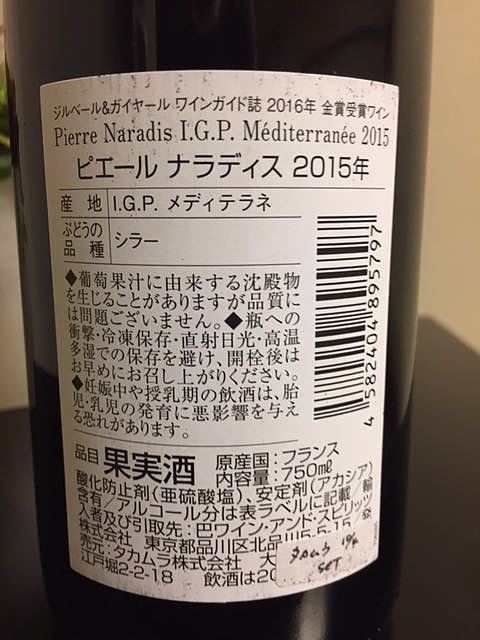 ジルベール&ガイヤール ワインガイド誌 2016年 金賞受賞ワイン
Pierre Naradis I.G.P. Méditerranée 2015
ピエール ナラディス 2015年
産 地 I.G.P. メディテラネ
ぶどうの品種 シラー
◆葡萄果汁に由来する沈殿物
を生じることがありますが品質に
は問題ございません。◆瓶への
衝撃・冷凍保存・直射日光・高温
多湿での保存を避け、開栓後は
お早めにお召し上がりください。
◆妊娠中や授乳期の飲酒は、胎
児・乳児の発育に悪影響を与え
る恐れがあります。
4 582404 895797
品目 果実酒 原産国:フランス
内容量:750㎖
酸化防止剤(亜硫酸塩)、安定剤(アカシア)
含有/アルコール分は表ラベルに記載/輸
入者及び引取先:巴ワイン・アンド・スピリッツ
株式会社 東京都品川区北品川5-5-15 発
売元:タカムラ株式会社 大
江戸堀2-2-18 飲酒は20
SET